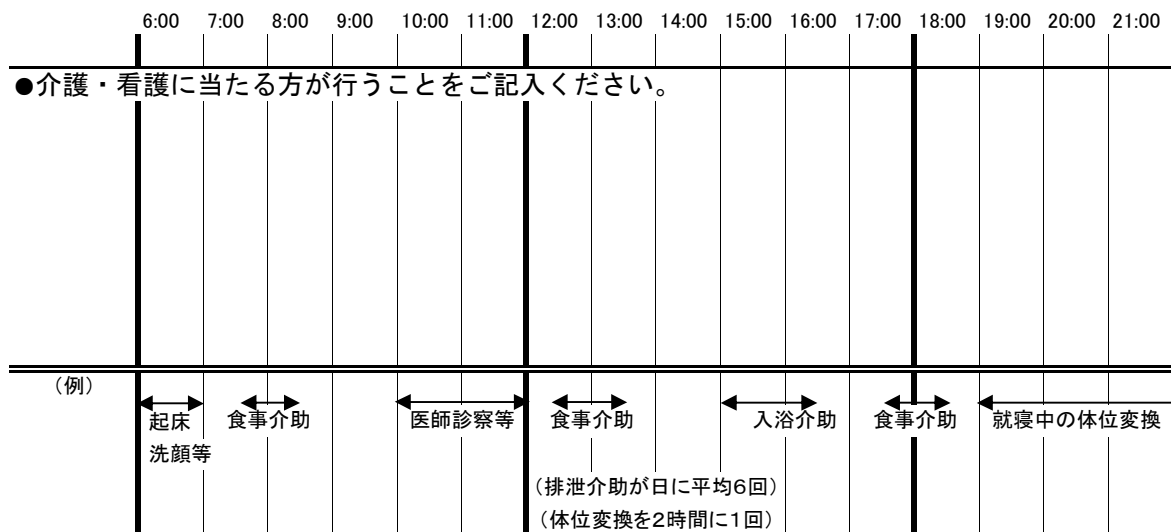 6:00 7:00 8:00 9:00 10:00 11:00 12:00 13:00 14:00 15:00 16:00 17:00 18:00 19:00 20:00 21:00
●介護・看護に当たる方が行うことをご記入ください。
（例）
起床 食事介助 医師診察等 食事介助 入浴介助 食事介助 就寝中の体位変換
洗顔等
（排泄介助が日に平均６回）
（体位変換を２時間に１回）